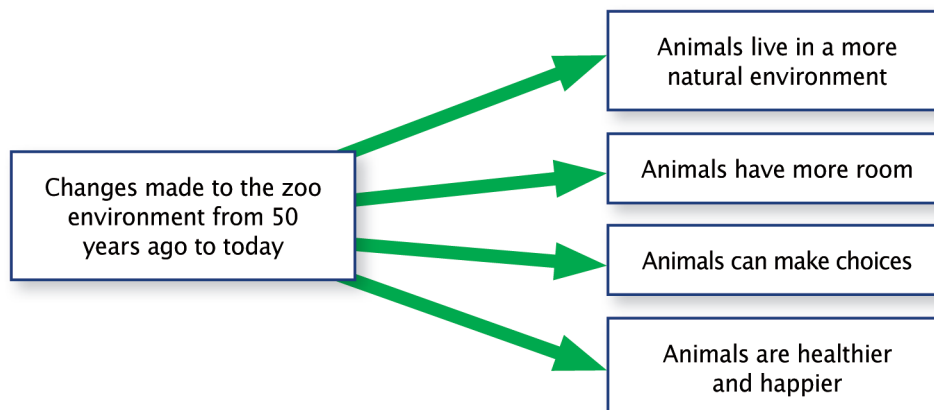 Animals live in a more
natural environment
Animals have more room
Changes made to the zoo
environment from 50
years ago to today
Animals can make choices
Animals are healthier
and happier